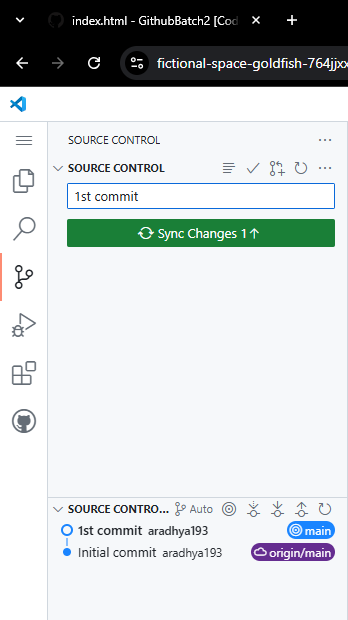 index.html - GithubBatch2 [Cod
fictional-space-goldfish-764jjxx
SOURCE CONTROL
SOURCE CONTROL
1st commit
Sync Changes 1↑
SOURCE CONTRO... Auto
1st commit aradhya193 main
Initial commit aradhya193 origin/main